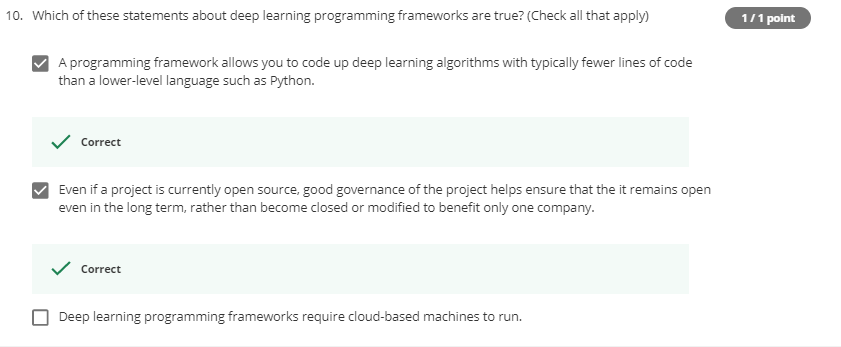 10. Which of these statements about deep learning programming frameworks are true? (Check all that apply)
1 / 1 point
A programming framework allows you to code up deep learning algorithms with typically fewer lines of code
than a lower-level language such as Python.
Correct
Even if a project is currently open source, good governance of the project helps ensure that the it remains open
even in the long term, rather than become closed or modified to benefit only one company.
Correct
Deep learning programming frameworks require cloud-based machines to run.